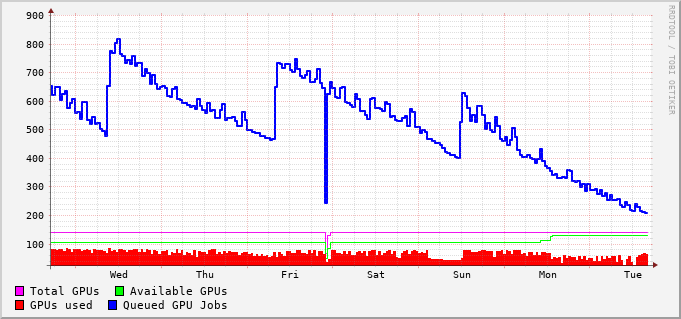 900
800
700
600
500
400
300
200
100
Wed Thu Fri Sat Sun Mon Tue
Total GPUs Available GPUs
GPUs used Queued GPU Jobs
RRDTOOL / TOBI OETIKER